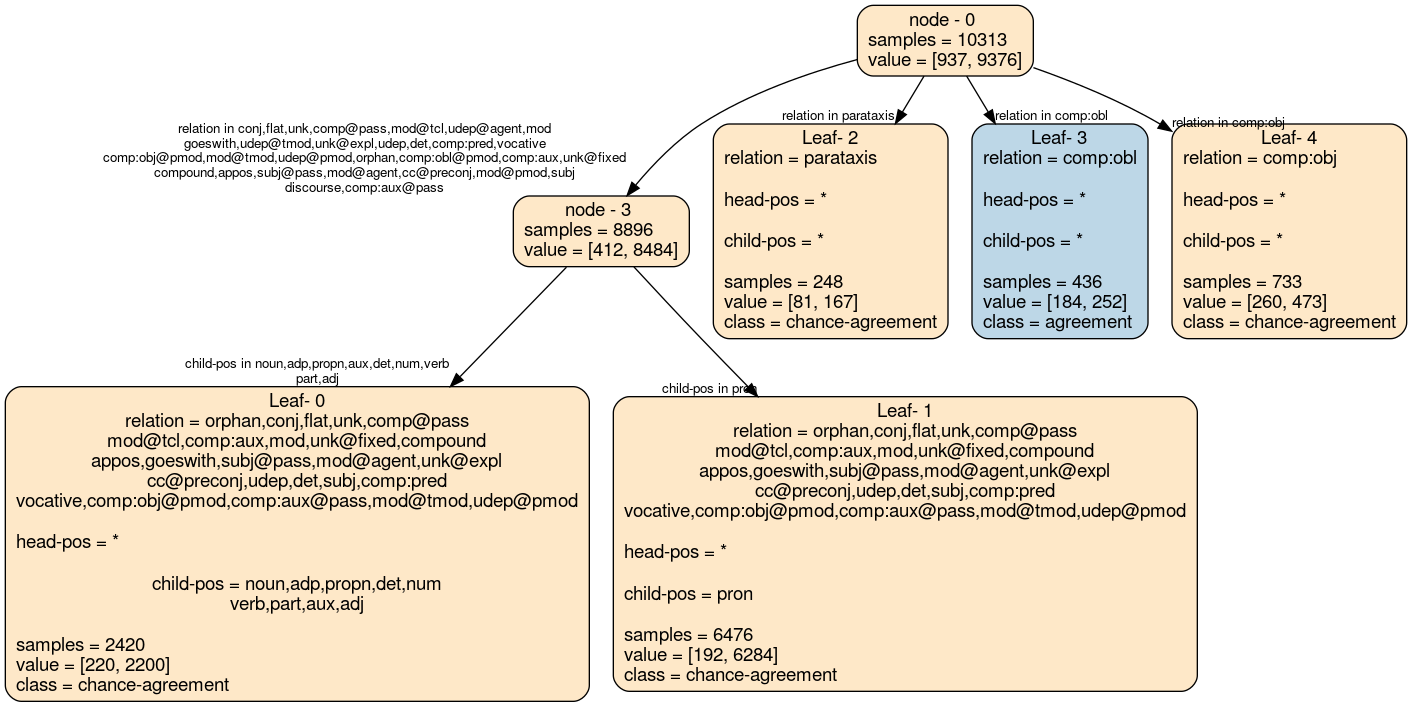 node - 0
samples = 10313
value = [937, 9376]
relation in conj,flat,unk,comp@pass,mod@tcl,udep@agent,mod
goeswith,udep@tmod,unk@expl,udep,det,comp:pred,vocative
comp:obj@pmod,mod@tmod,udep@pmod,orphan,comp:obl@pmod,comp:aux,unk@fixed
compound,appos,subj@pass,mod@agent,cc@preconj,mod@pmod,subj
discourse,comp:aux@pass
relation in parataxis
relation in comp:obl
relation in comp:obj
Leaf- 2
relation = parataxis
head-pos = *
child-pos = *
samples = 248
value = [81, 167]
class = chance-agreement
Leaf- 3
relation = comp:obl
head-pos = *
child-pos = *
samples = 436
value = [184, 252]
class = agreement
Leaf- 4
relation = comp:obj
head-pos = *
child-pos = *
samples = 733
value = [260, 473]
class = chance-agreement
node - 3
samples = 8896
value = [412, 8484]
child-pos in noun,adp,propn,aux,det,num,verb
part,adj
child-pos in pron
Leaf- 0
relation = orphan,conj,flat,unk,comp@pass
mod@tcl,comp:aux,mod,unk@fixed,compound
appos,goeswith,subj@pass,mod@agent,unk@expl
cc@preconj,udep,det,subj,comp:pred
vocative,comp:obj@pmod,comp:aux@pass,mod@tmod,udep@pmod
head-pos = *
child-pos = noun,adp,propn,det,num
verb,part,aux,adj
samples = 2420
value = [220, 2200]
class = chance-agreement
Leaf- 1
relation = orphan,conj,flat,unk,comp@pass
mod@tcl,comp:aux,mod,unk@fixed,compound
appos,goeswith,subj@pass,mod@agent,unk@expl
cc@preconj,udep,det,subj,comp:pred
vocative,comp:obj@pmod,comp:aux@pass,mod@tmod,udep@pmod
head-pos = *
child-pos = pron
samples = 6476
value = [192, 6284]
class = chance-agreement